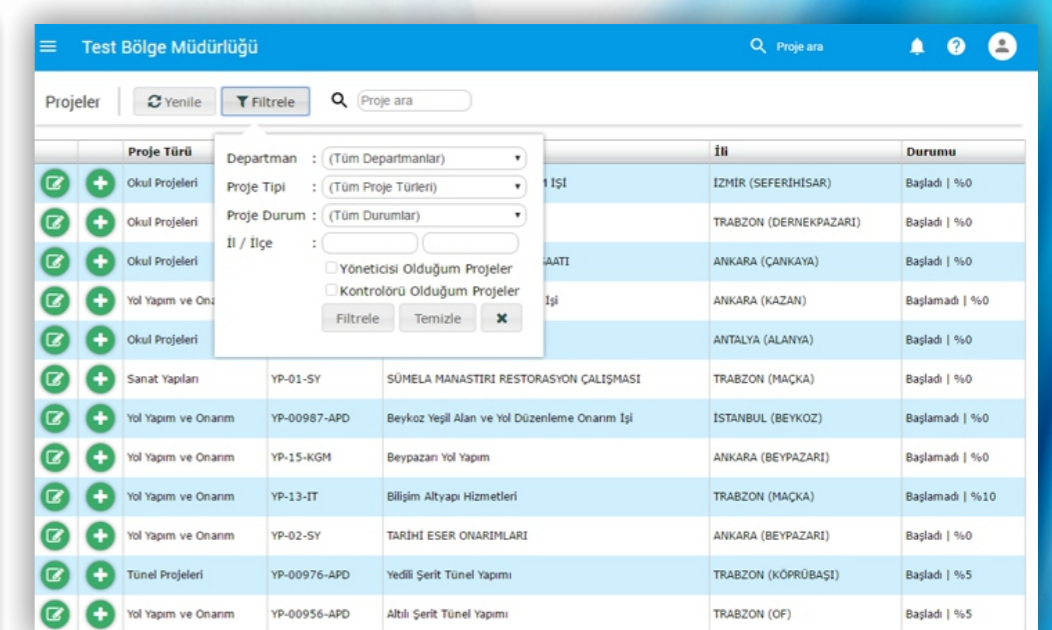 Test Bölge Müdürlüğü Proje ara
Projeler Yenile Filtrele Proje ara
Proje Türü İli Durumu
Departman : (Tüm Departmanlar)
Proje Tipi : (Tüm Proje Türleri)
Proje Durum : (Tüm Durumlar)
İl / İlçe :
Yöneticisi Olduğum Projeler
Kontrolörü Olduğum Projeler
Filtrele Temizle
Okul Projeleri İŞİ İZMİR (SEFERİHİSAR) Başladı | %0
Okul Projeleri TRABZON (DERNEKPAZARI) Başladı | %0
Okul Projeleri ANKARA (ÇANKAYA) Başladı | %0
Yol Yapım ve İşi ANKARA (KAZAN) Başlamadı | %0
Okul Projeleri ANTALYA (ALANYA) Başladı | %0
Sanat Yapıları YP-01-SY SÜMELA MANASTIRI RESTORASYON ÇALIŞMASI TRABZON (MAÇKA) Başladı | %0
Yol Yapım ve Onarım YP-00987-APD Beykoz Yeşil Alan ve Yol Düzenleme Onarım İşi İSTANBUL (BEYKOZ) Başlamadı | %0
Yol Yapım ve Onarım YP-15-KGM Beypazarı Yol Yapım ANKARA (BEYPAZARI) Başlamadı | %0
Yol Yapım ve Onarım YP-13-IT Bilişim Altyapı Hizmetleri TRABZON (MAÇKA) Başlamadı | %10
Yol Yapım ve Onarım YP-02-SY TARİHİ ESER ONARIMLARI ANKARA (BEYPAZARI) Başladı | %0
Tünel Projeleri YP-00976-APD Yedili Şerit Tünel Yapımı TRABZON (KÖPRÜBAŞI) Başladı | %5
Yol Yapım ve Onarım YP-00956-APD Altılı Şerit Tünel Yapımı TRABZON (OF) Başladı | %5